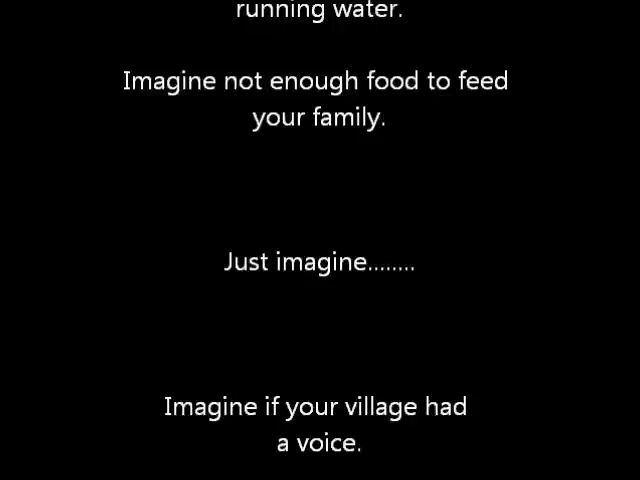 running water.
Imagine not enough food to feed
your family.
Just imagine........
Imagine if your village had
a voice.